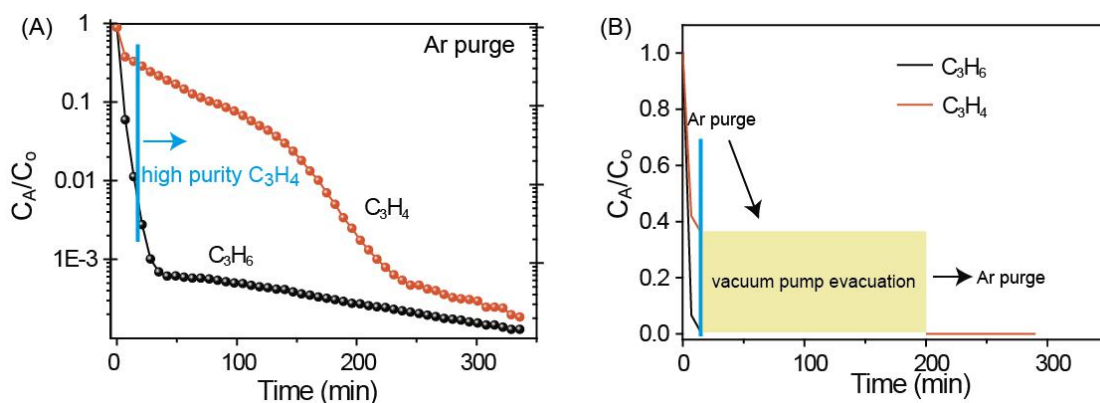 (A)
Ar purge
1
0.1
0.01
1E-3
C_A/C_o
high purity C₃H₄
C₃H₄
C₃H₆
0
100
200
300
Time (min)
(B)
C₃H₆
C₃H₄
Ar purge
1.0
0.8
0.6
0.4
0.2
0.0
C_A/C_o
vacuum pump evacuation
Ar purge
0
100
200
300
Time (min)